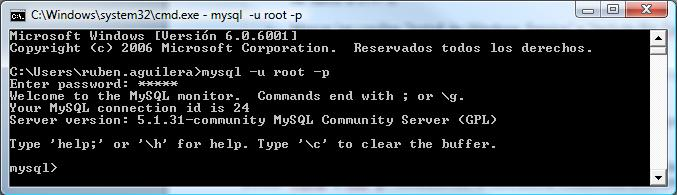 C:\Windows\system32\cmd.exe - mysql -u root -p
Microsoft Windows [Versión 6.0.6001]
Copyright (c) 2006 Microsoft Corporation.  Reservados todos los derechos.
C:\Users\ruben.aguilera>mysql -u root -p
Enter password: *****
Welcome to the MySQL monitor.  Commands end with ; or \g.
Your MySQL connection id is 24
Server version: 5.1.31-community MySQL Community Server (GPL)
Type 'help;' or '\h' for help. Type '\c' to clear the buffer.
mysql>